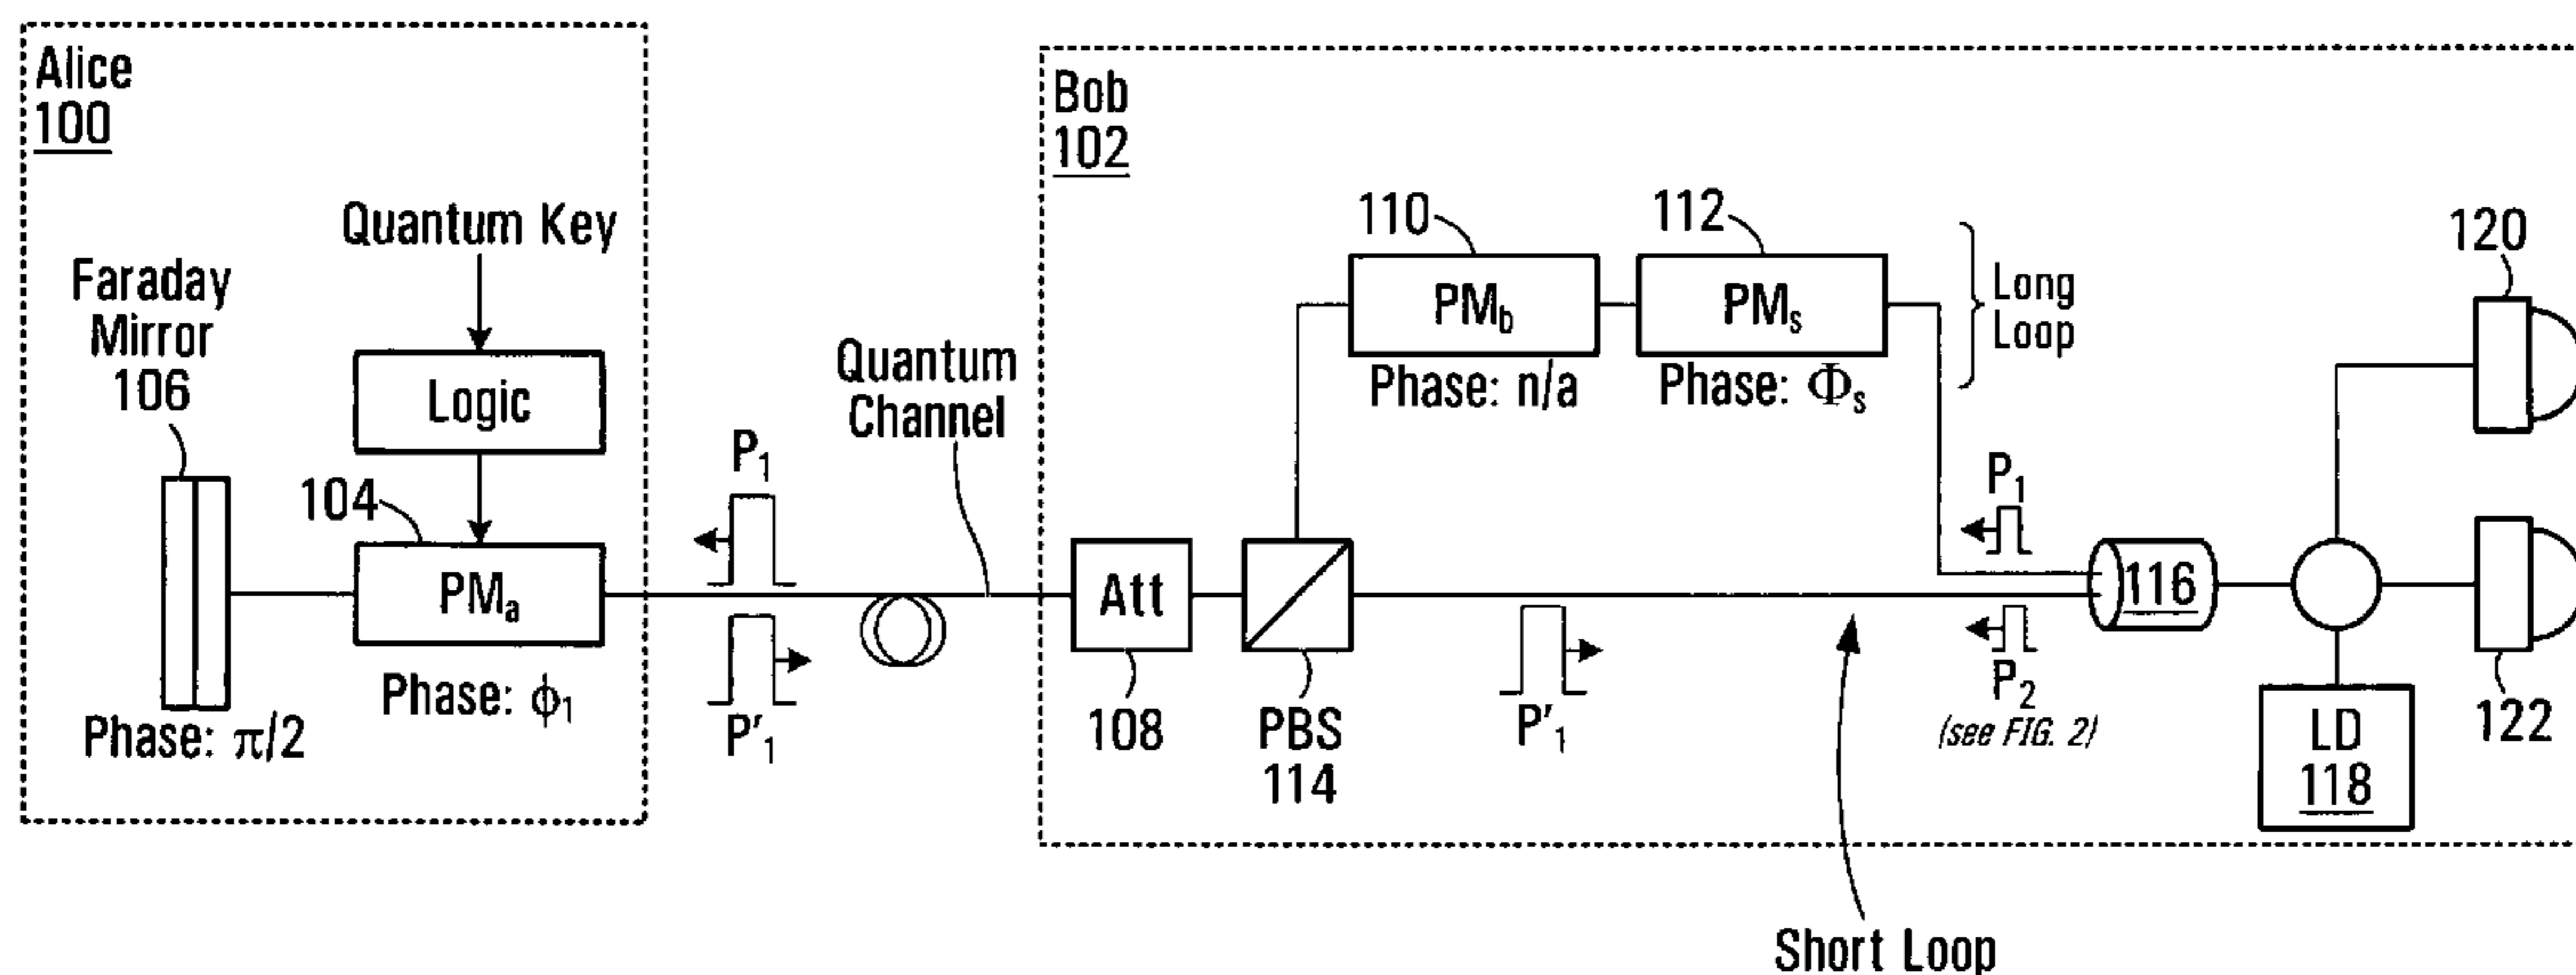 Alice
100
Quantum Key
Faraday
Mirror
106
Logic
104
PMa
Phase: π/2
Phase: ϕ1
P1
P'1
Quantum
Channel
Bob
102
110
112
PMb
PMs
Phase: n/a
Phase: Φs
Long
Loop
Att
108
PBS
114
P'1
P1
P2
(see FIG. 2)
116
120
122
LD
118
Short Loop